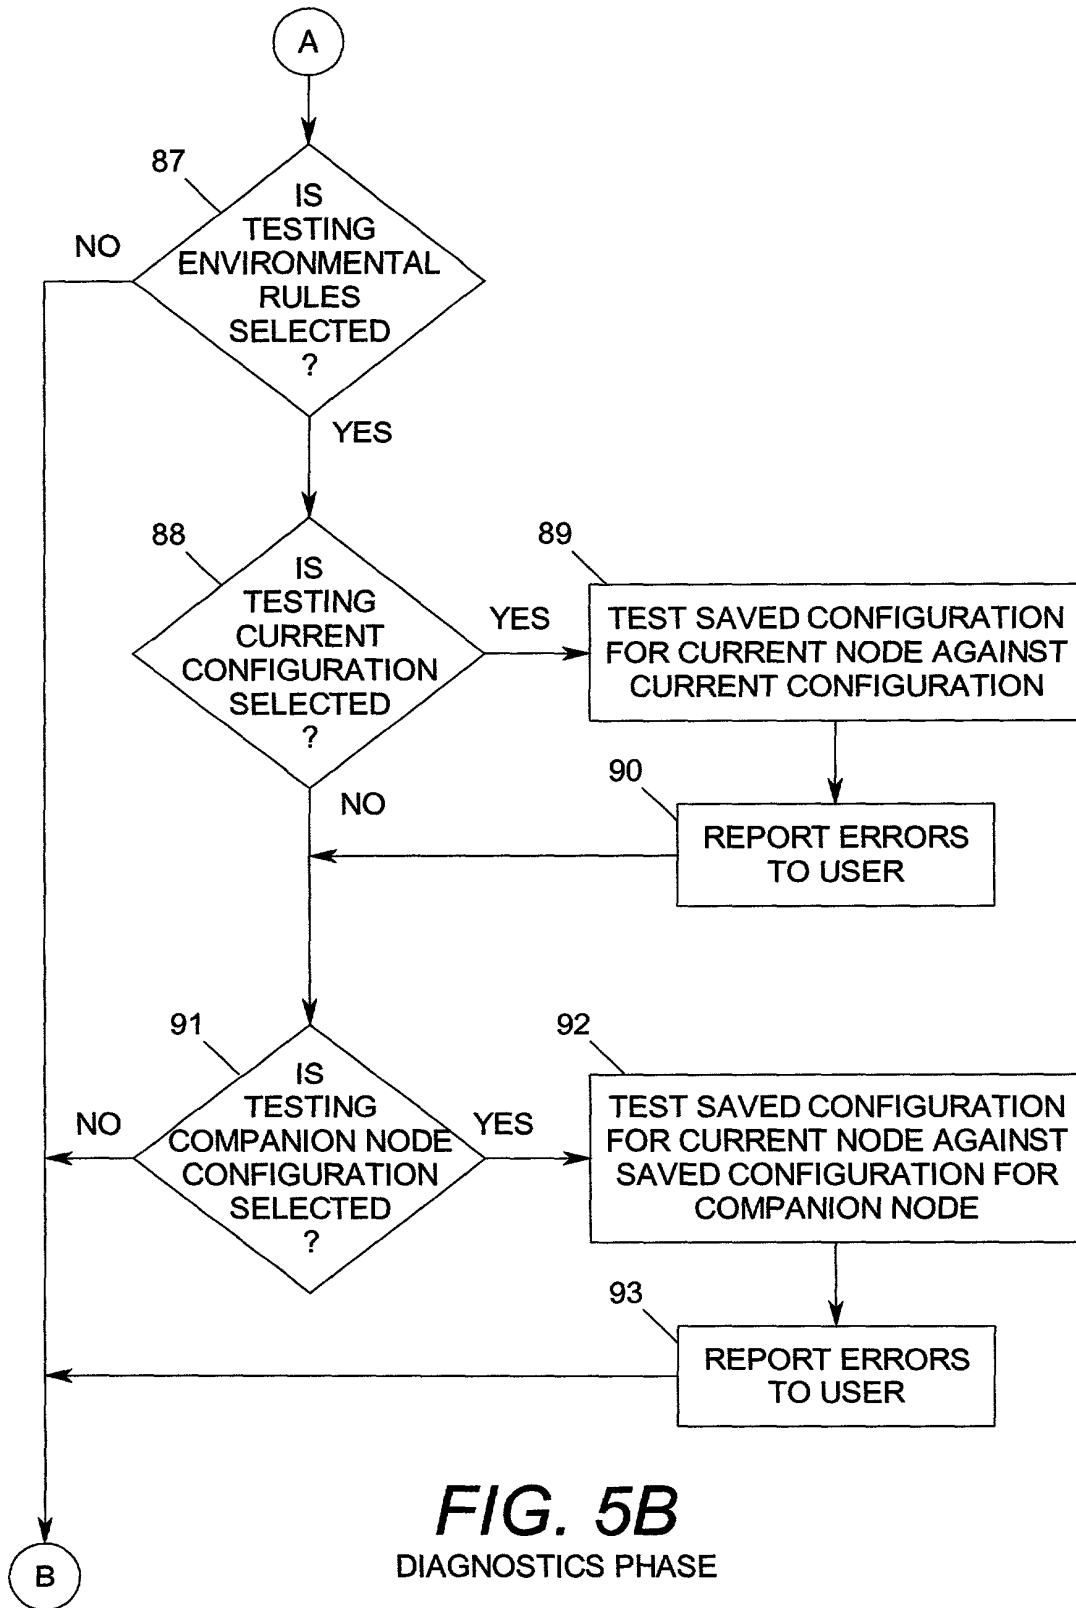 A
87
IS
TESTING
ENVIRONMENTAL
RULES
SELECTED
?
NO
YES
88
IS
TESTING
CURRENT
CONFIGURATION
SELECTED
?
YES
NO
89
TEST SAVED CONFIGURATION
FOR CURRENT NODE AGAINST
CURRENT CONFIGURATION
90
REPORT ERRORS
TO USER
91
IS
TESTING
COMPANION NODE
CONFIGURATION
SELECTED
?
NO
YES
92
TEST SAVED CONFIGURATION
FOR CURRENT NODE AGAINST
SAVED CONFIGURATION FOR
COMPANION NODE
93
REPORT ERRORS
TO USER
B
FIG. 5B
DIAGNOSTICS PHASE